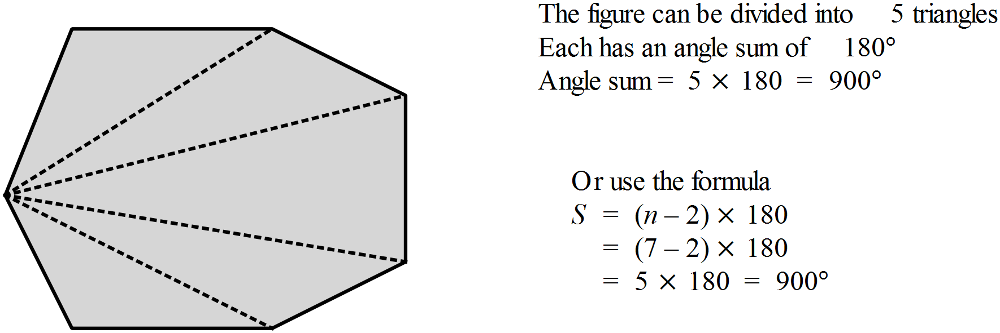 The figure can be divided into 5 triangles
Each has an angle sum of 180°
Angle sum = 5 × 180 = 900°
Or use the formula
S = (n – 2) × 180
= (7 – 2) × 180
= 5 × 180 = 900°